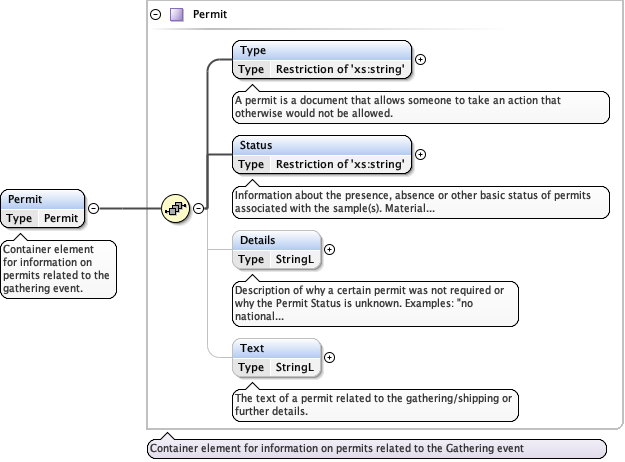 Permit
Type
Type Restriction of 'xs:string'
A permit is a document that allows someone to take an action that
otherwise would not be allowed.
Status
Type Restriction of 'xs:string'
Information about the presence, absence or other basic status of permits
associated with the sample(s). Material...
Permit
Type Permit
Container element
for information on
permits related to the
gathering event.
Details
Type StringL
Description of why a certain permit was not required or
why the Permit Status is unknown. Examples: "no
national...
Text
Type StringL
The text of a permit related to the gathering/shipping or
further details.
Container element for information on permits related to the Gathering event